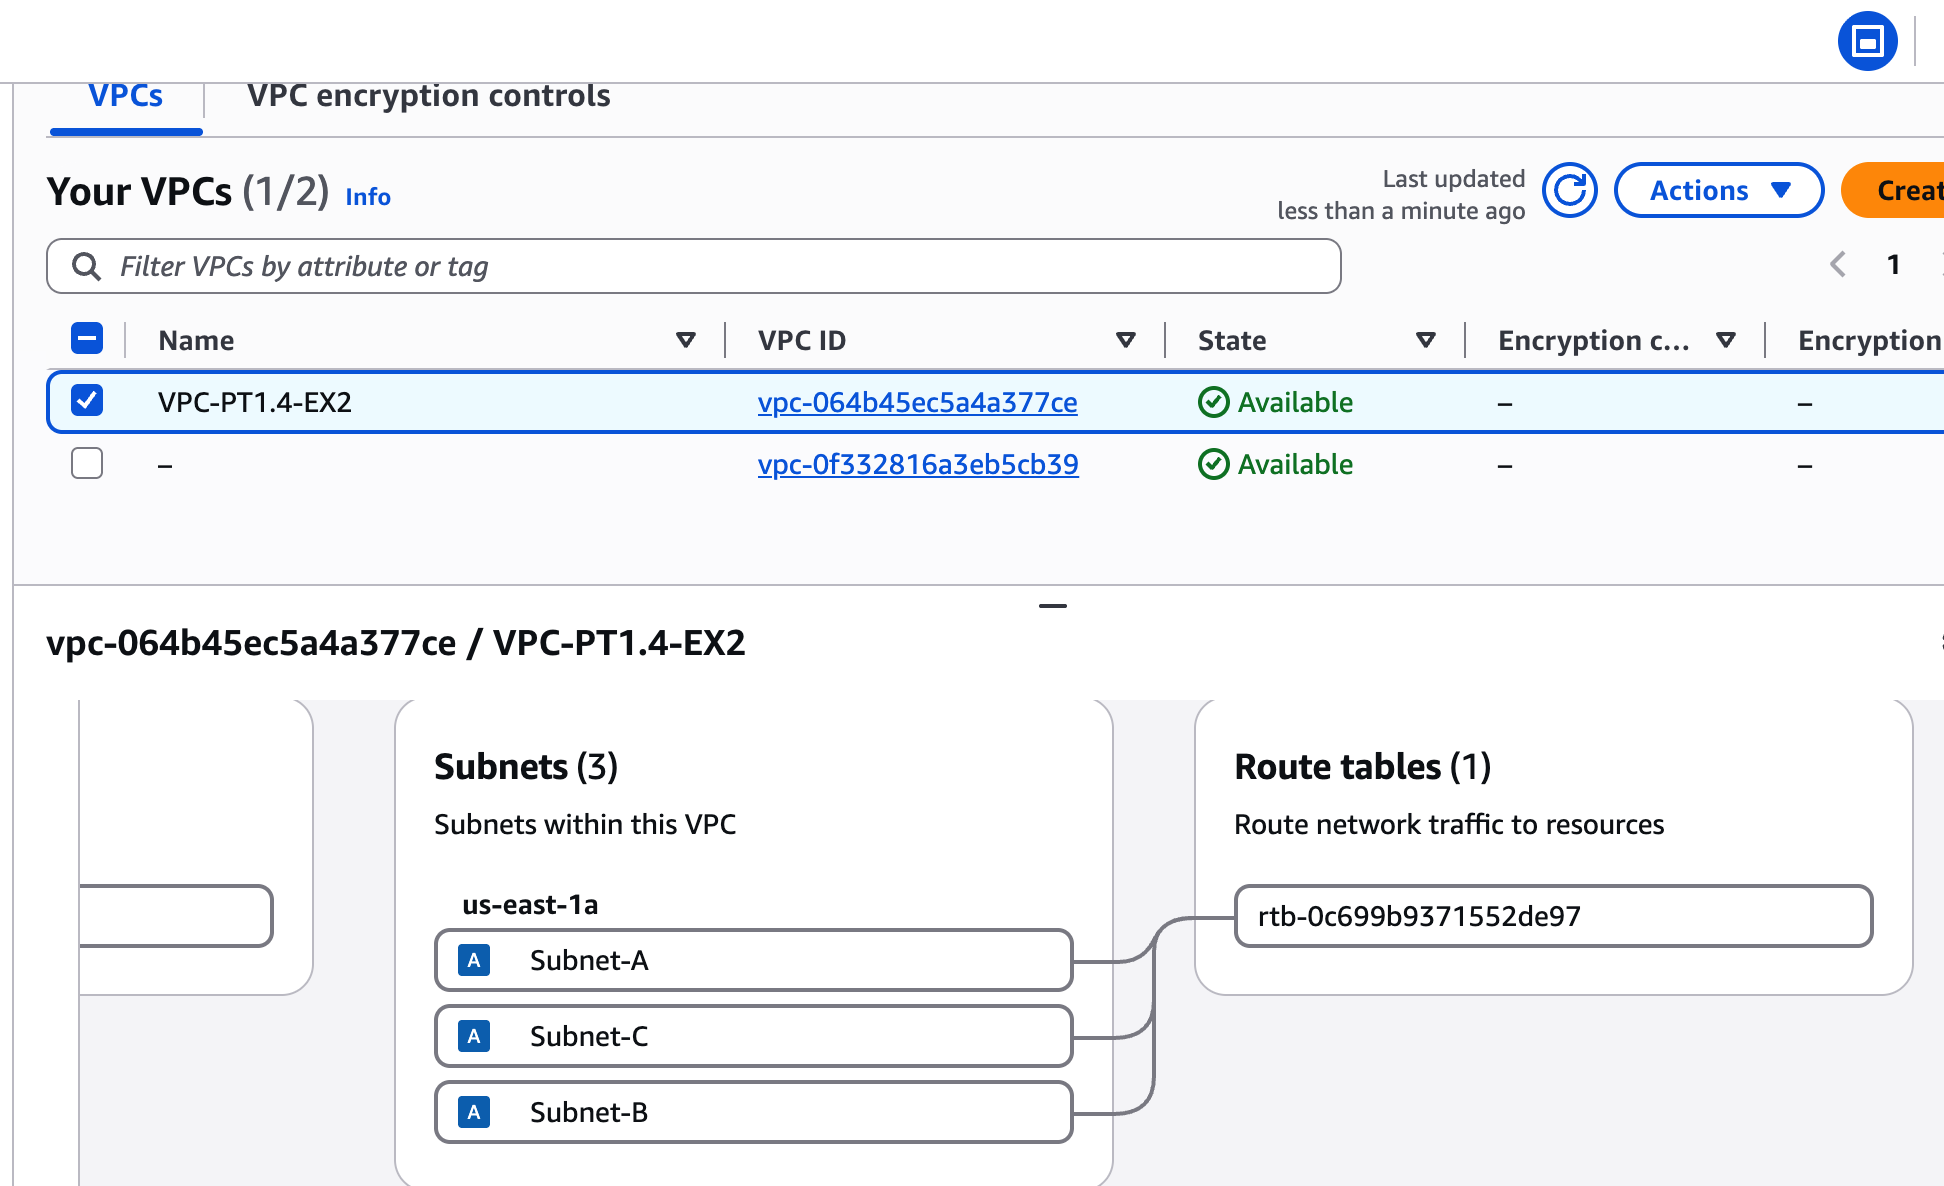 VPCs
VPC encryption controls
Your VPCs (1/2) Info
Last updated
less than a minute ago
Actions
Filter VPCs by attribute or tag
1
Name
VPC ID
State
Encryption c...
Encryption
VPC-PT1.4-EX2
vpc-064b45ec5a4a377ce
Available
–
–
–
vpc-0f332816a3eb5cb39
Available
–
–
vpc-064b45ec5a4a377ce / VPC-PT1.4-EX2
Subnets (3)
Subnets within this VPC
us-east-1a
A Subnet-A
A Subnet-C
A Subnet-B
Route tables (1)
Route network traffic to resources
rtb-0c699b9371552de97